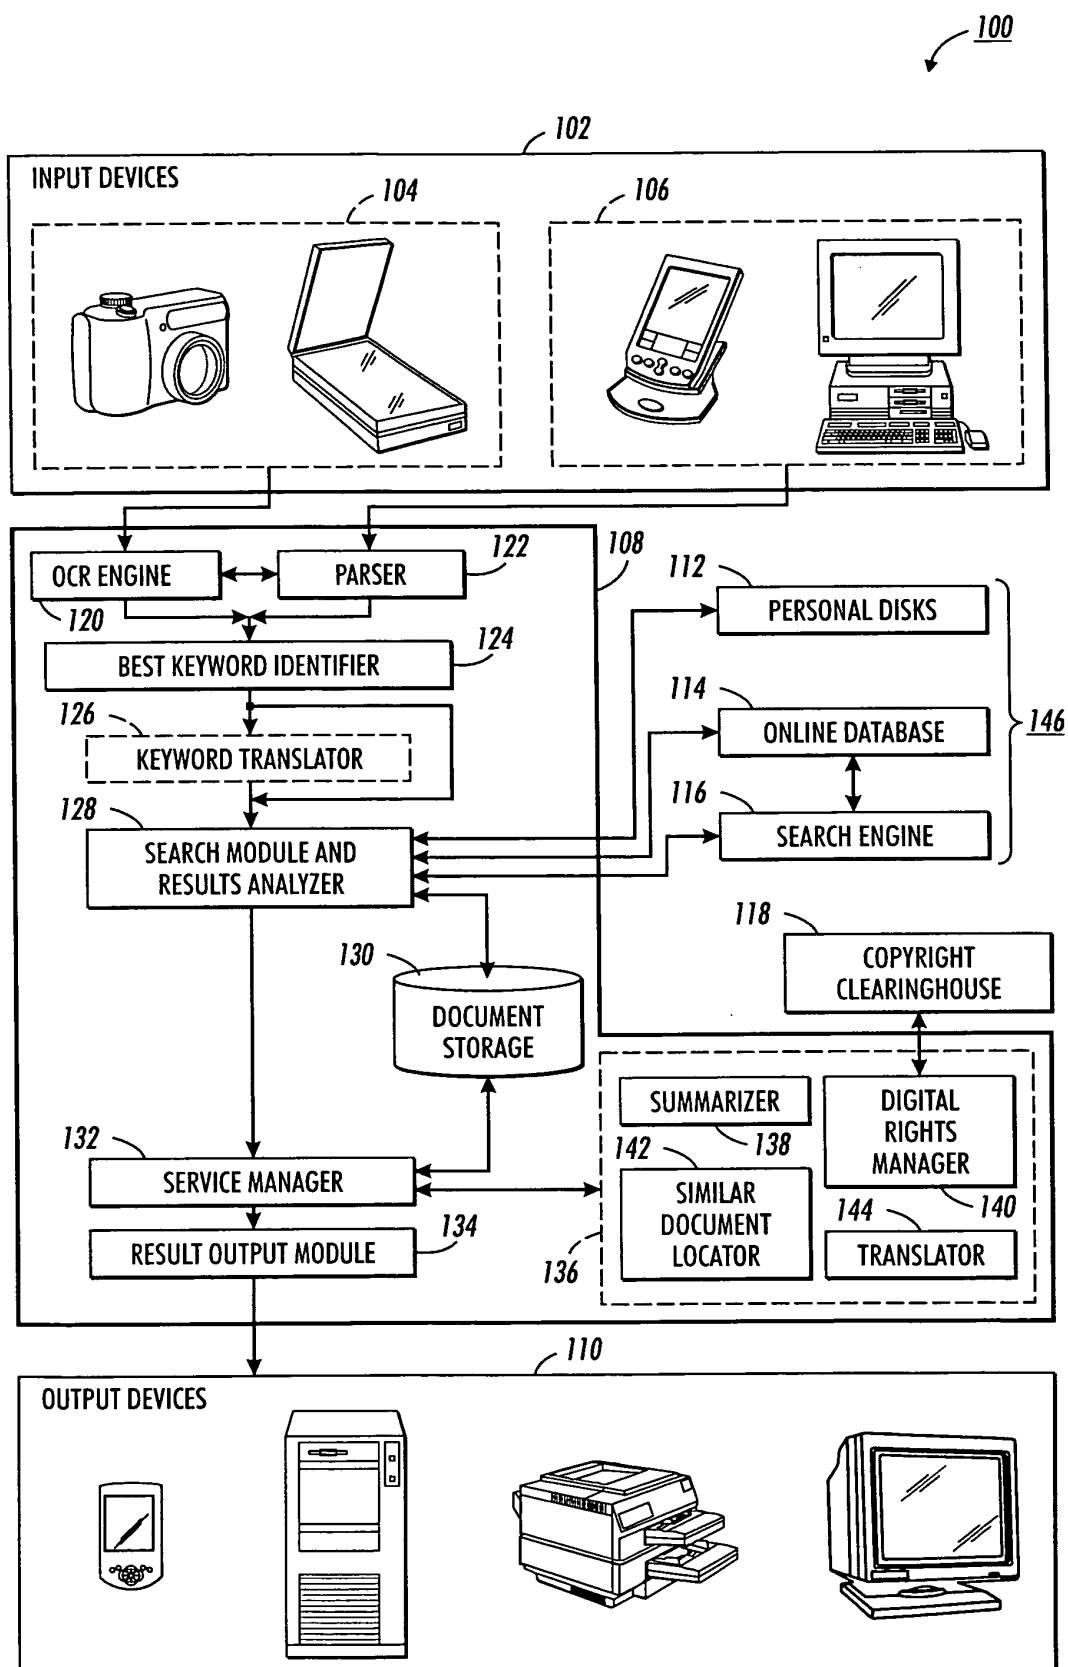 100
102
INPUT DEVICES
104
106
108
OCR ENGINE
120
PARSER
122
112
PERSONAL DISKS
BEST KEYWORD IDENTIFIER
124
114
ONLINE DATABASE
146
126
KEYWORD TRANSLATOR
116
SEARCH ENGINE
128
SEARCH MODULE AND
RESULTS ANALYZER
118
COPYRIGHT
CLEARINGHOUSE
130
DOCUMENT
STORAGE
SUMMARIZER
138
DIGITAL
RIGHTS
MANAGER
140
132
SERVICE MANAGER
142
SIMILAR
DOCUMENT
LOCATOR
144
TRANSLATOR
136
RESULT OUTPUT MODULE
134
110
OUTPUT DEVICES